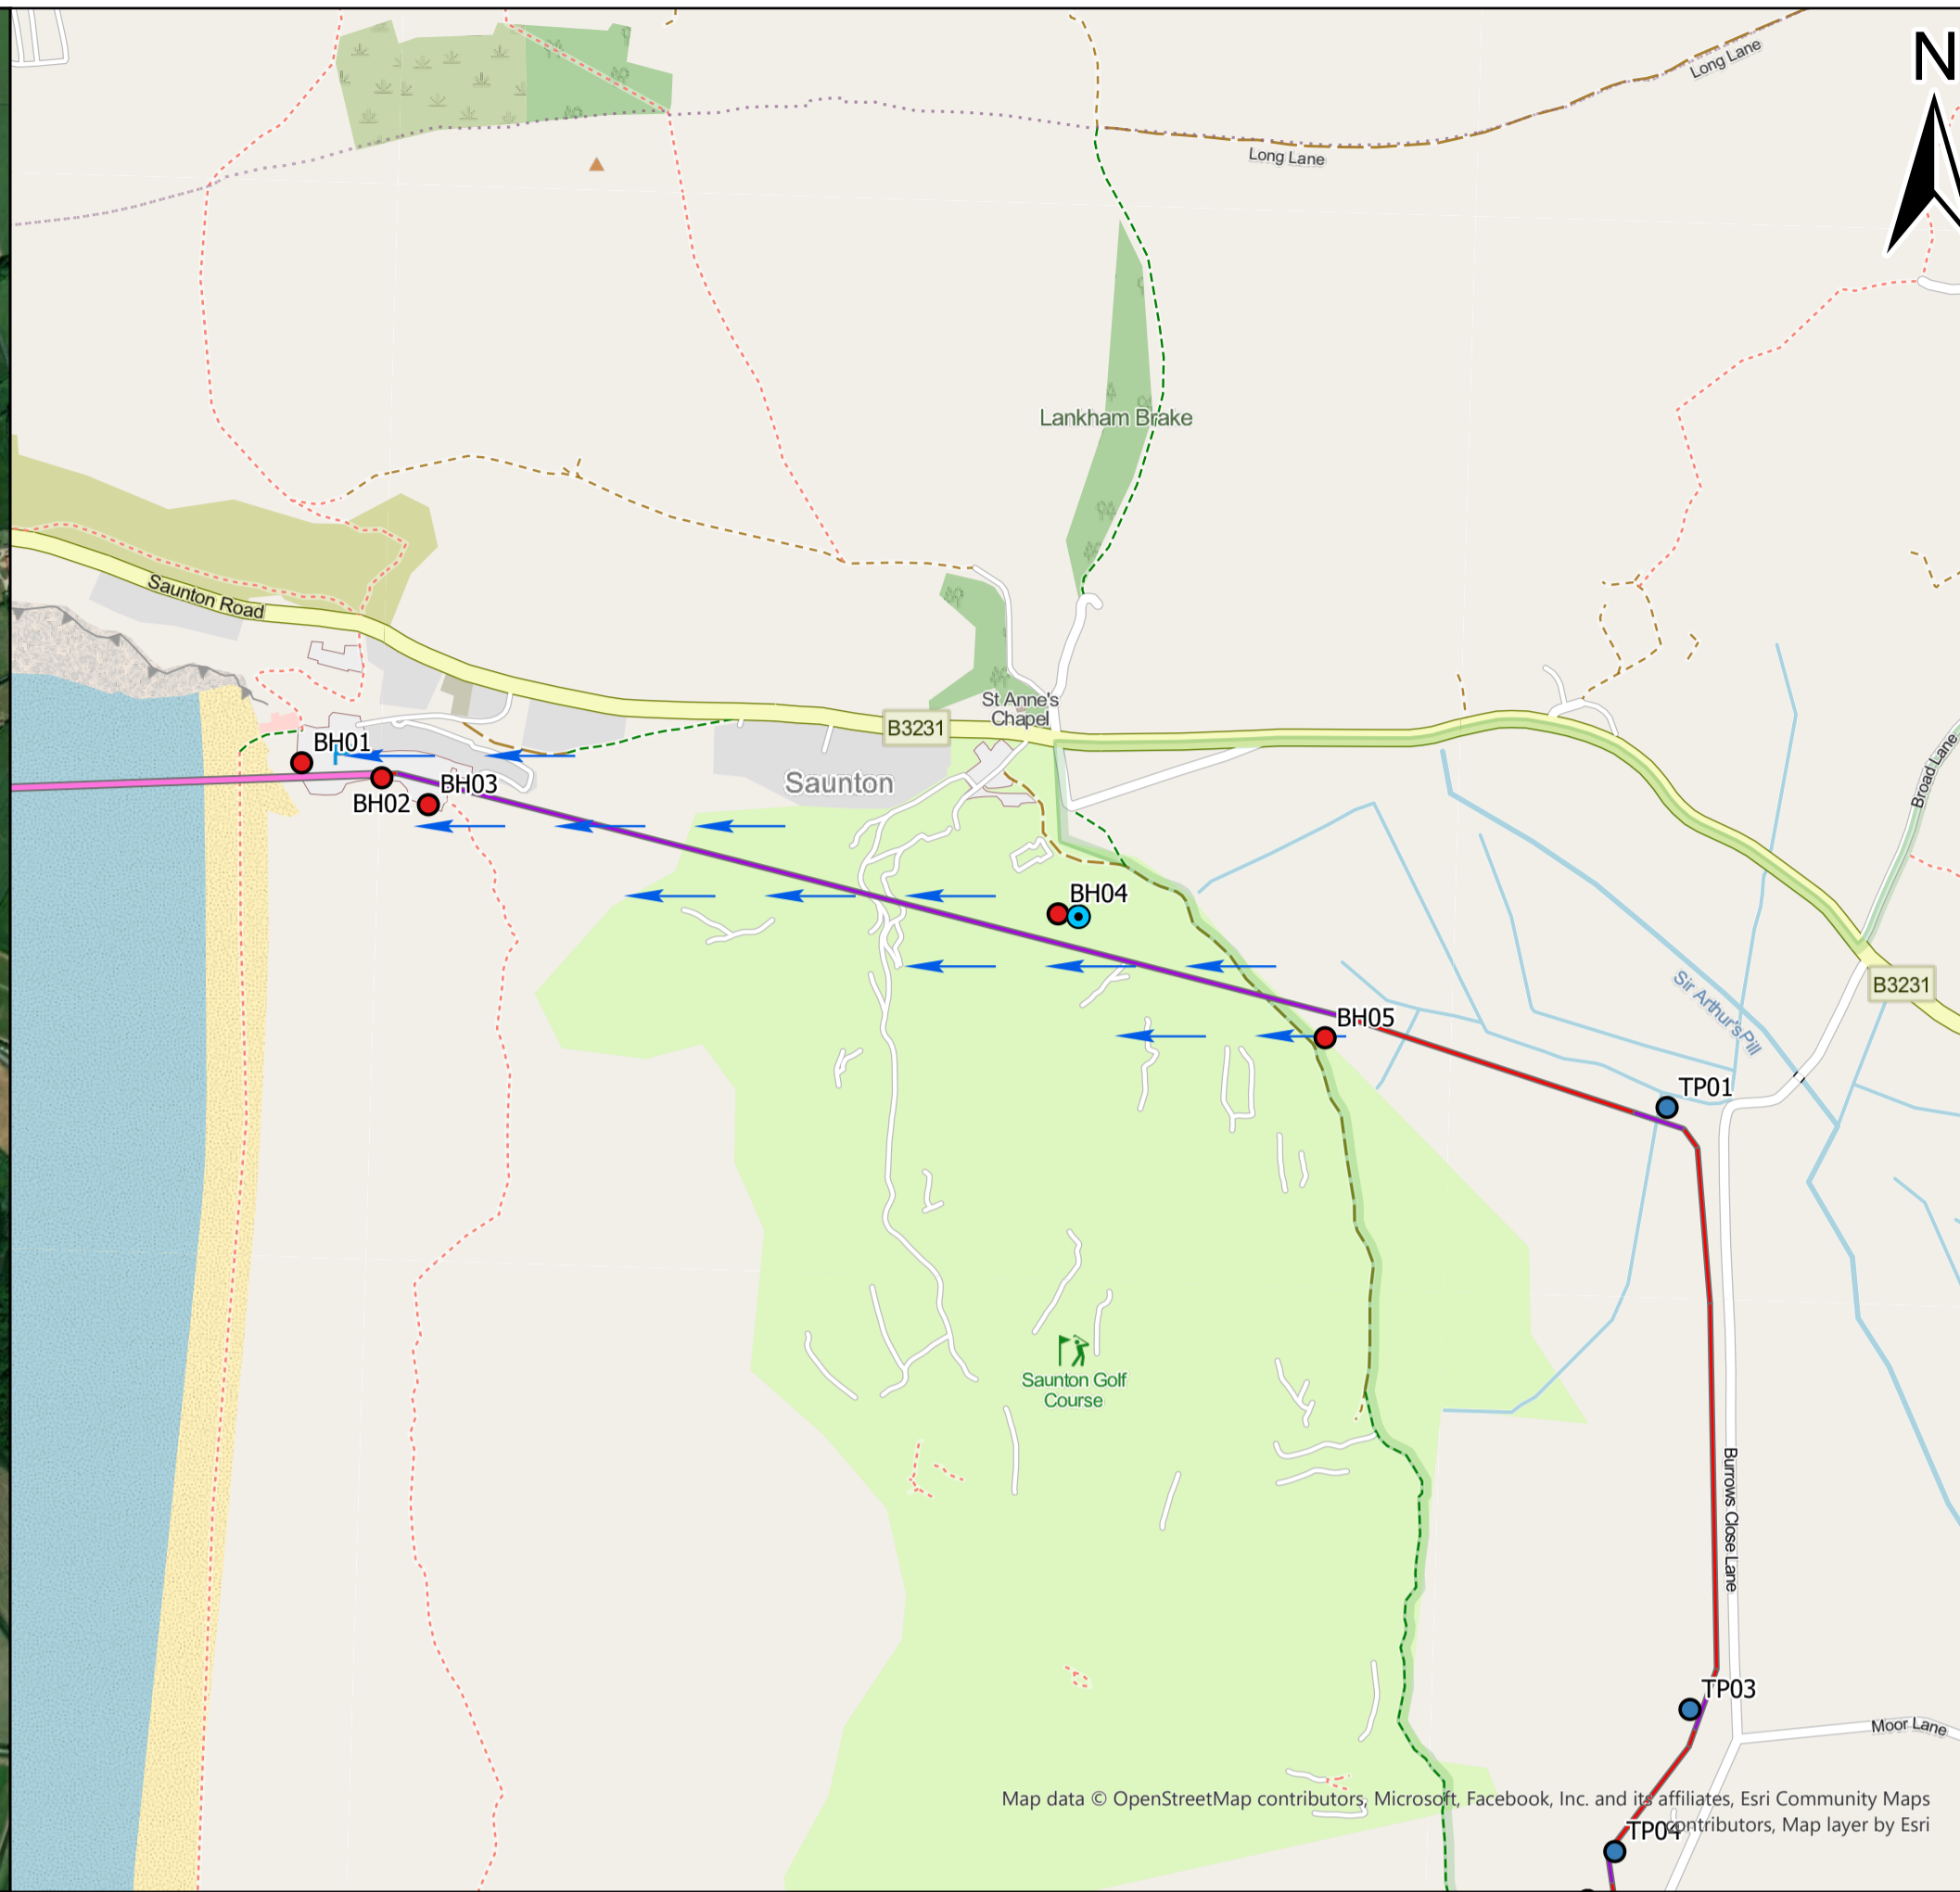 N
Long Lane
Long Lane
Lankham Brake
Saunton Road
St Anne's
Chapel
B3231
BH01
Saunton
BH03
BH02
Broad Lane
BH04
B3231
Sir Arthur's Pill
BH05
TP01
Saunton Golf
Course
Burrows Close Lane
TP03
Moor Lane
Map data © OpenStreetMap contributors, Microsoft, Facebook, Inc. and its affiliates, Esri Community Maps
contributors, Map layer by Esri
TP04